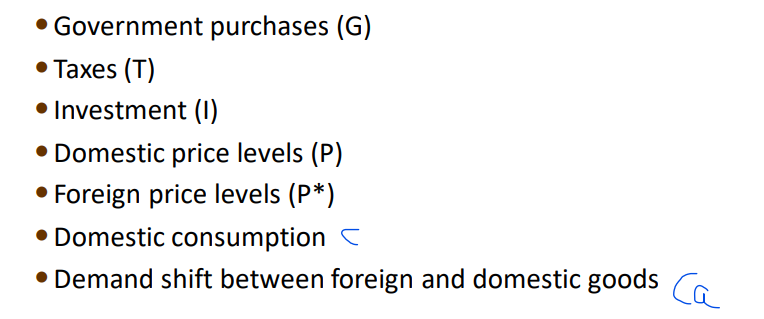 • Government purchases (G)
• Taxes (T)
• Investment (I)
• Domestic price levels (P)
• Foreign price levels (P*)
• Domestic consumption C
• Demand shift between foreign and domestic goods Ca